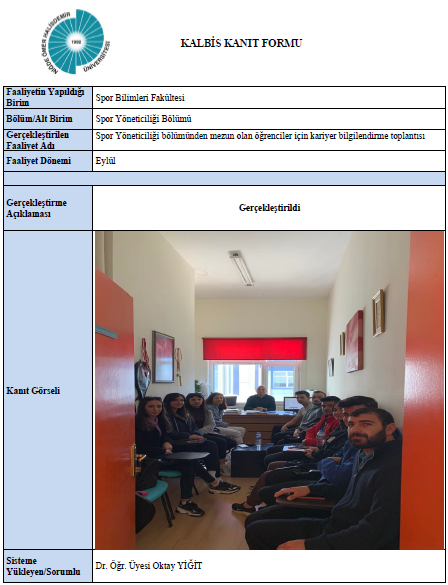 NİĞDE ÖMER HALİSDEMİR
ÜNİVERSİTESİ
1992
KALBİS KANIT FORMU
Faaliyetin Yapıldığı
Birim
Spor Bilimleri Fakültesi
Bölüm/Alt Birim
Spor Yöneticiliği Bölümü
Gerçekleştirilen
Faaliyet Adı
Spor Yöneticiliği bölümünden mezun olan öğrenciler için kariyer bilgilendirme toplantısı
Faaliyet Dönemi
Eylül
Gerçekleştirme
Açıklaması
Gerçekleştirildi
Kanıt Görseli
Sisteme
Yükleyen/Sorumlu
Dr. Öğr. Üyesi Oktay YİĞİT